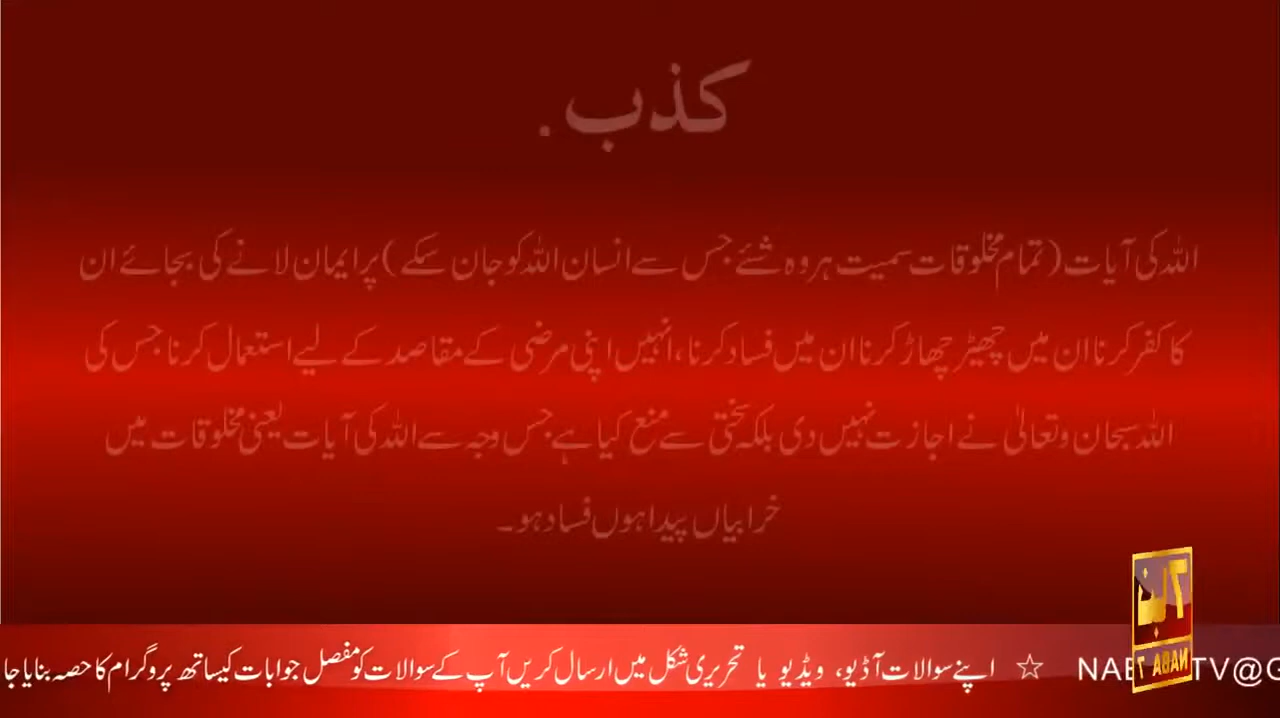 کذب .
اللہ کی آیات ( تمام مخلوقات سمیت ہر وہ شئے جس سے انسان اللہ کو جان سکے ) پر ایمان لانے کی بجائے ان
کا کفر کرنا ان میں چھیڑ چھاڑ کرنا ان میں فساد کرنا ، انہیں اپنی مرضی کے مقاصد کے لیے استعمال کرنا جس کی
اللہ سبحان و تعالیٰ نے اجازت نہیں دی بلکہ سختی سے منع کیا ہے جس وجہ سے اللہ کی آیات یعنی مخلوقات میں
خرابیاں پیدا ہوں فساد ہو ۔
NABA 7
اپنے سوالات آڈیو، ویڈیو یا تحریری شکل میں ارسال کریں آپ کے سوالات کو مفصل جوابات کیساتھ پروگرام کا حصہ بنایا جا